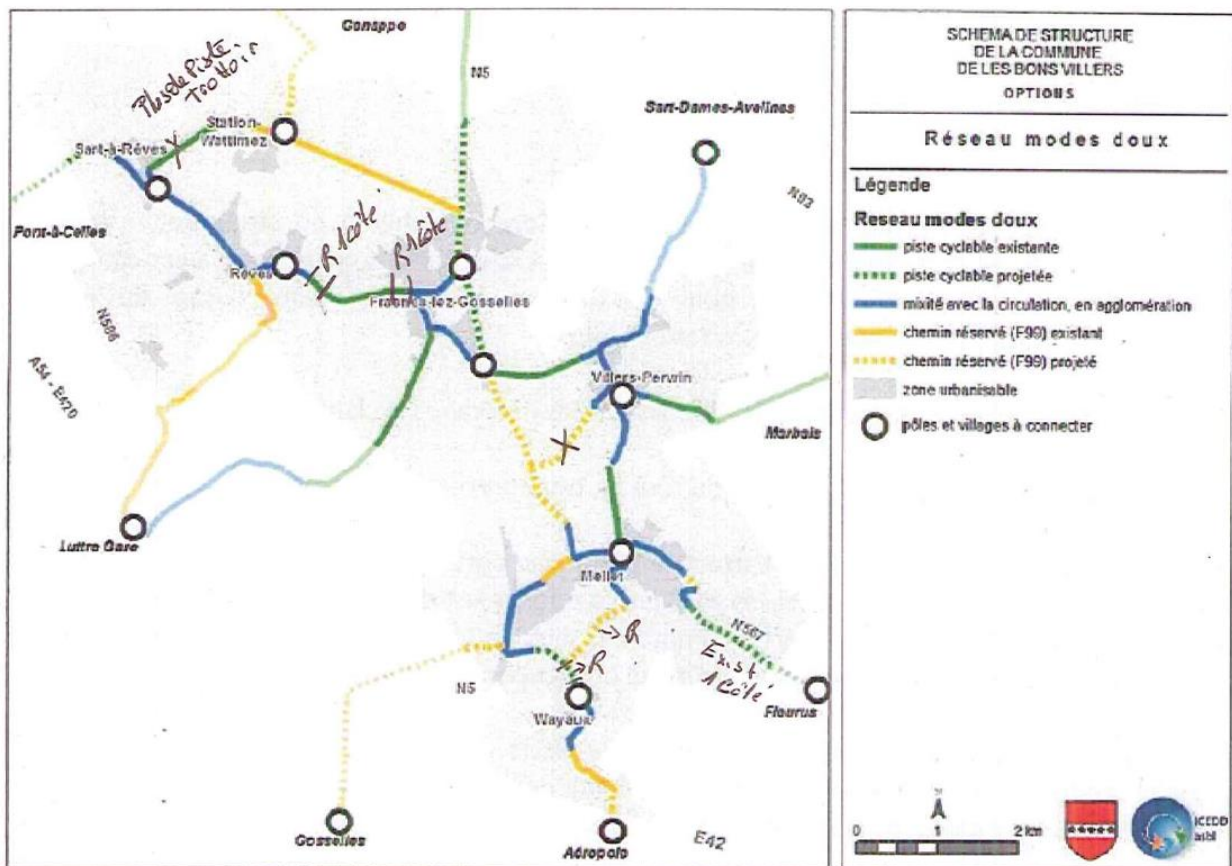 Genappe
N5
Plus de Piste
Trottoir
Sart-Dames-Avelines
Station-
Wattimez
Sart-à-Rêves
N93
Pont-à-Celles
R 1 côté
R 1 côté
Rêves
Frasnes-lez-Gosselies
N586
A54 - E420
Villers-Perwin
Marbais
Luttre Gare
Mellet
N567
→R
→R
Exist
1 Côté
N5
Wayaux
Fleurus
Gosselies
Aéropole
E42
SCHEMA DE STRUCTURE
DE LA COMMUNE
DE LES BONS VILLERS
OPTIONS
Réseau modes doux
Légende
Reseau modes doux
piste cyclable existante
piste cyclable projetée
mixité avec la circulation, en agglomération
chemin réservé (F99) existant
chemin réservé (F99) projeté
zone urbanisable
pôles et villages à connecter
0 1 2 km
ICEDD
asbl